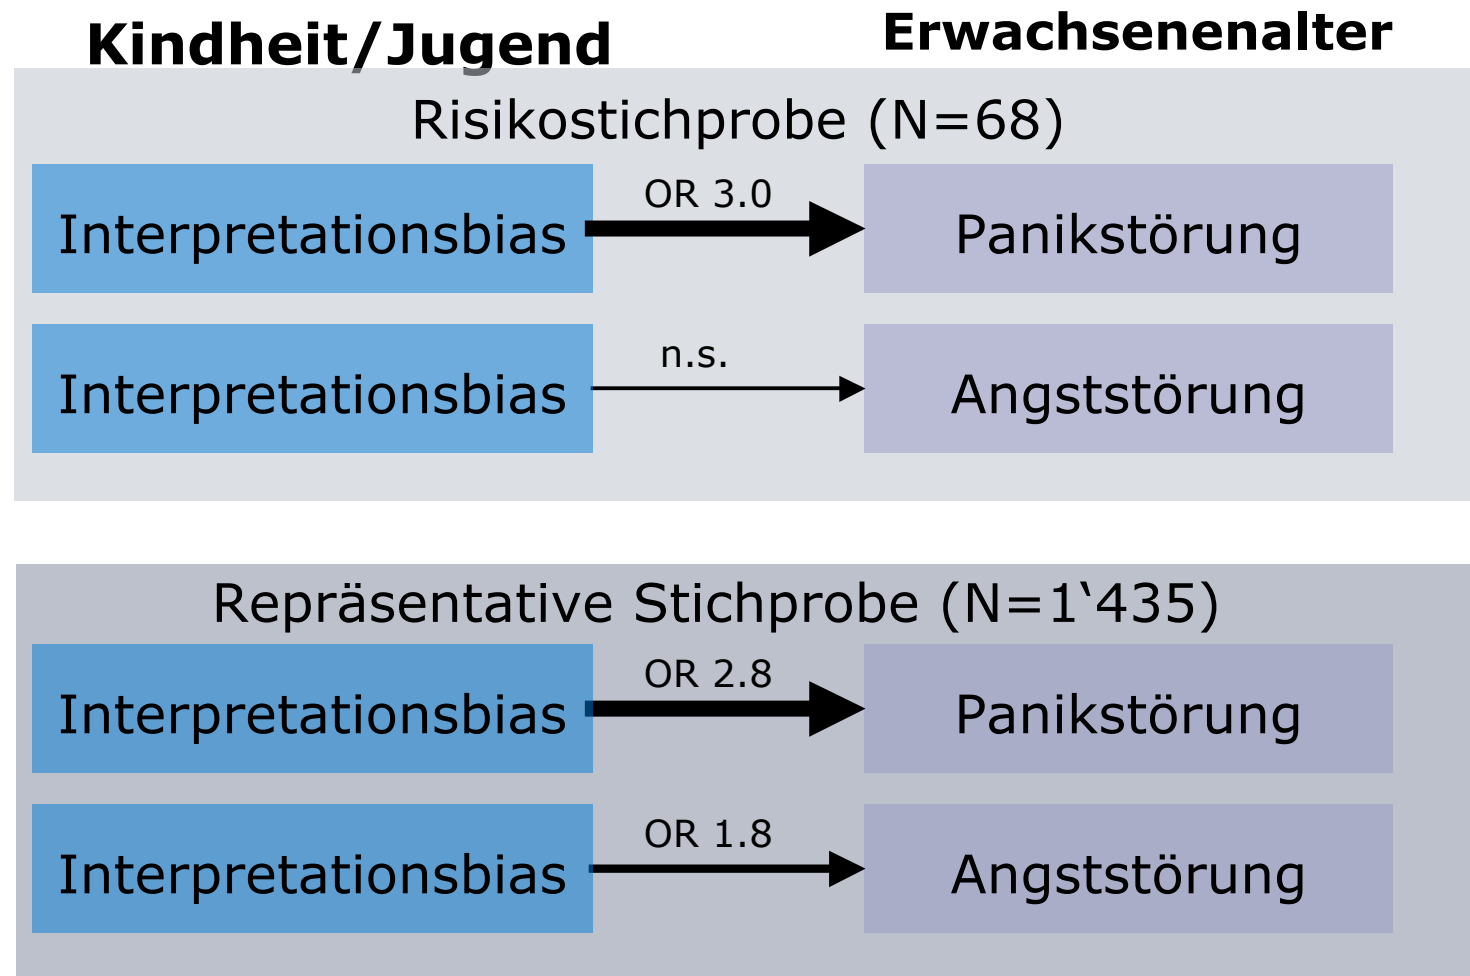 Kindheit/Jugend
Erwachsenenalter
Risikostichprobe (N=68)
Interpretationsbias
OR 3.0
Panikstörung
Interpretationsbias
n.s.
Angststörung
Repräsentative Stichprobe (N=1‘435)
Interpretationsbias
OR 2.8
Panikstörung
Interpretationsbias
OR 1.8
Angststörung